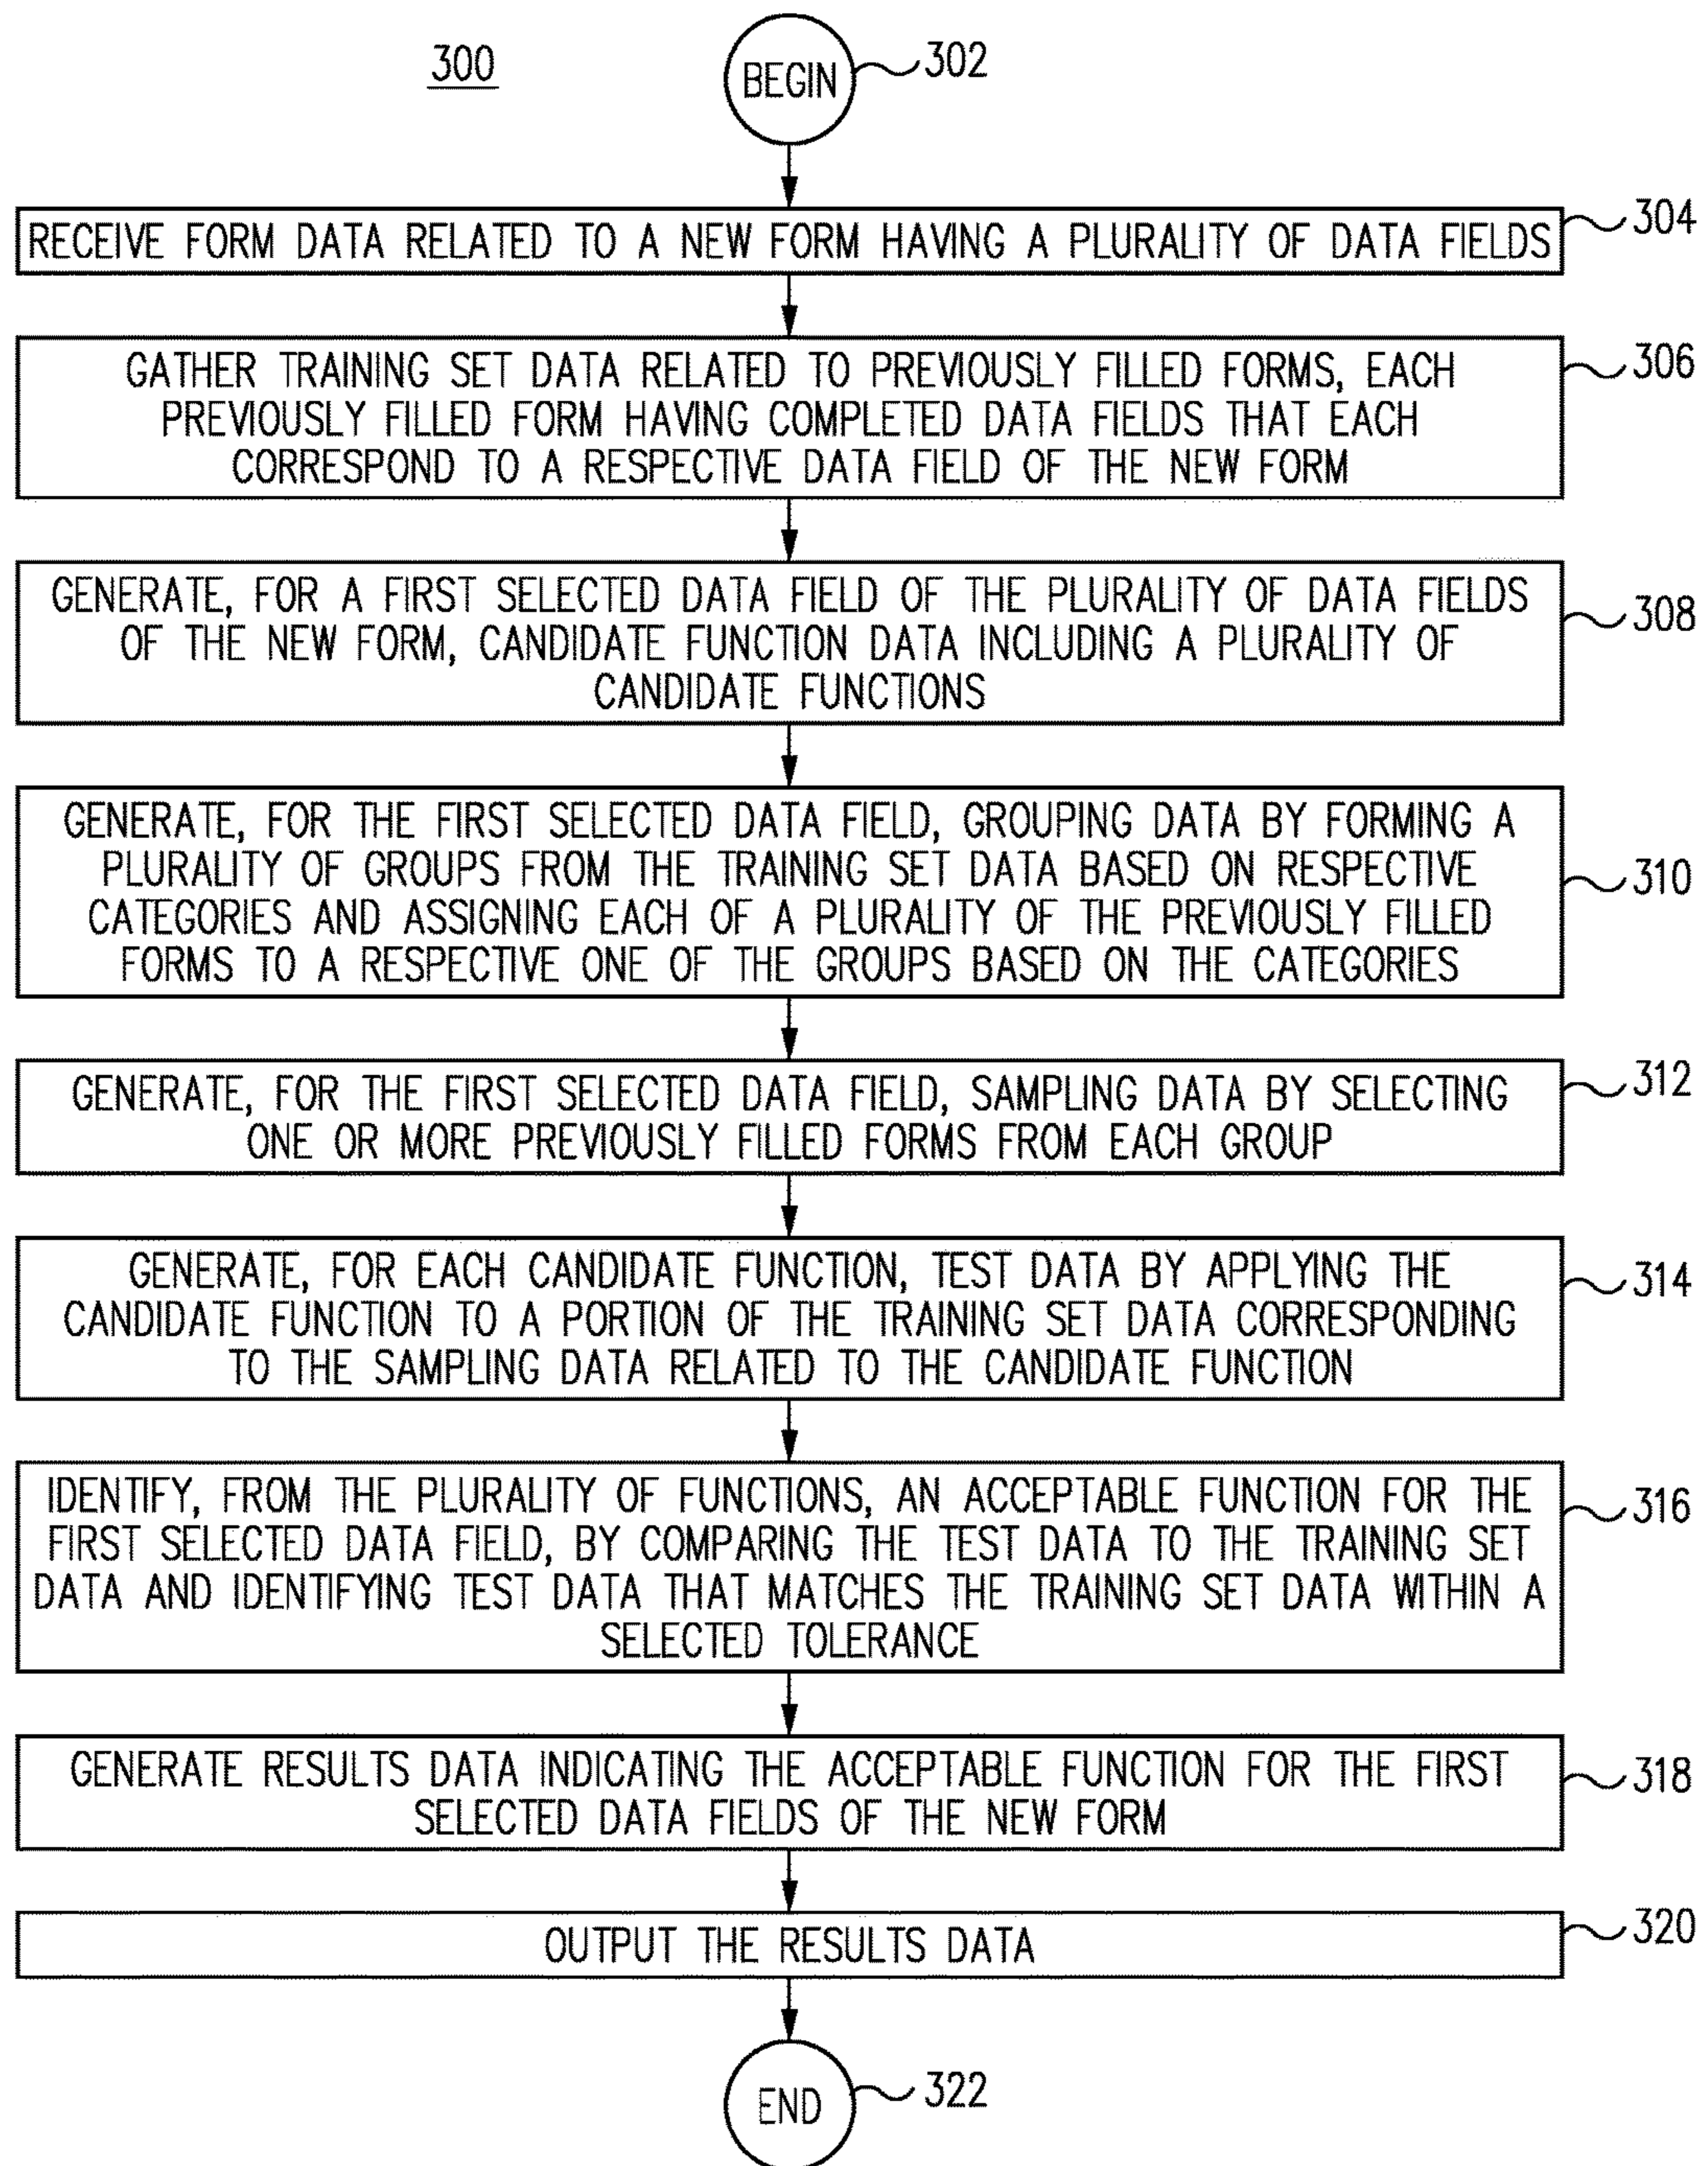 300
BEGIN
302
RECEIVE FORM DATA RELATED TO A NEW FORM HAVING A PLURALITY OF DATA FIELDS
304
GATHER TRAINING SET DATA RELATED TO PREVIOUSLY FILLED FORMS, EACH
PREVIOUSLY FILLED FORM HAVING COMPLETED DATA FIELDS THAT EACH
CORRESPOND TO A RESPECTIVE DATA FIELD OF THE NEW FORM
306
GENERATE, FOR A FIRST SELECTED DATA FIELD OF THE PLURALITY OF DATA FIELDS
OF THE NEW FORM, CANDIDATE FUNCTION DATA INCLUDING A PLURALITY OF
CANDIDATE FUNCTIONS
308
GENERATE, FOR THE FIRST SELECTED DATA FIELD, GROUPING DATA BY FORMING A
PLURALITY OF GROUPS FROM THE TRAINING SET DATA BASED ON RESPECTIVE
CATEGORIES AND ASSIGNING EACH OF A PLURALITY OF THE PREVIOUSLY FILLED
FORMS TO A RESPECTIVE ONE OF THE GROUPS BASED ON THE CATEGORIES
310
GENERATE, FOR THE FIRST SELECTED DATA FIELD, SAMPLING DATA BY SELECTING
ONE OR MORE PREVIOUSLY FILLED FORMS FROM EACH GROUP
312
GENERATE, FOR EACH CANDIDATE FUNCTION, TEST DATA BY APPLYING THE
CANDIDATE FUNCTION TO A PORTION OF THE TRAINING SET DATA CORRESPONDING
TO THE SAMPLING DATA RELATED TO THE CANDIDATE FUNCTION
314
IDENTIFY, FROM THE PLURALITY OF FUNCTIONS, AN ACCEPTABLE FUNCTION FOR THE
FIRST SELECTED DATA FIELD, BY COMPARING THE TEST DATA TO THE TRAINING SET
DATA AND IDENTIFYING TEST DATA THAT MATCHES THE TRAINING SET DATA WITHIN A
SELECTED TOLERANCE
316
GENERATE RESULTS DATA INDICATING THE ACCEPTABLE FUNCTION FOR THE FIRST
SELECTED DATA FIELDS OF THE NEW FORM
318
OUTPUT THE RESULTS DATA
320
END
322